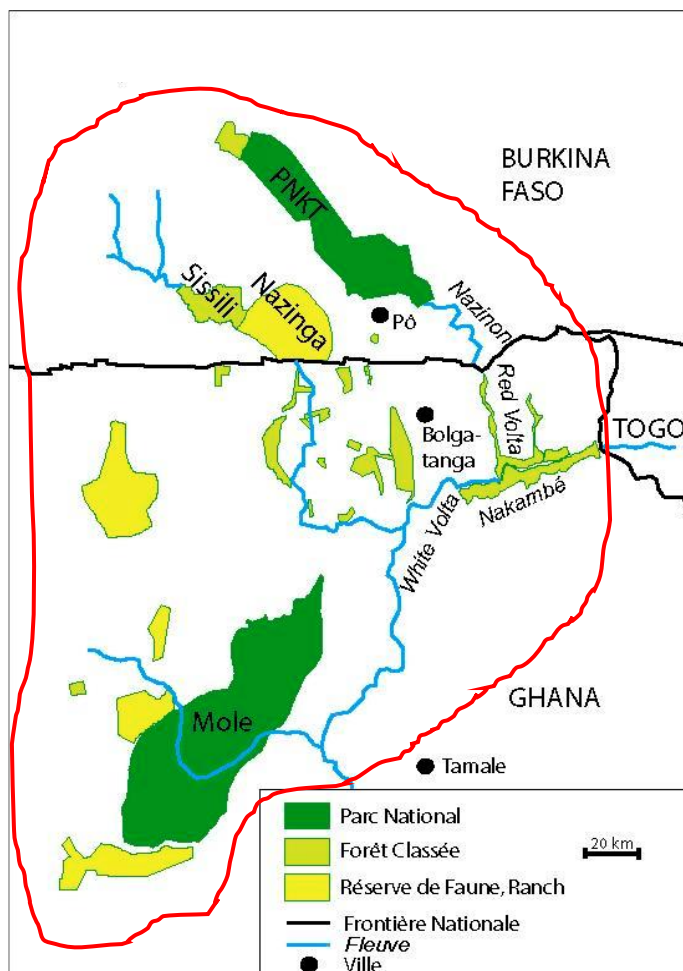 BURKINA
FASO
PNKT
Sissili
Nazinga
Nazinon
Pô
Red Volta
TOGO
Bolga-
tanga
Nakambé
White Volta
GHANA
Mole
Tamale
Parc National
Forêt Classée
20 km
Réserve de Faune, Ranch
Frontière Nationale
Fleuve
Ville